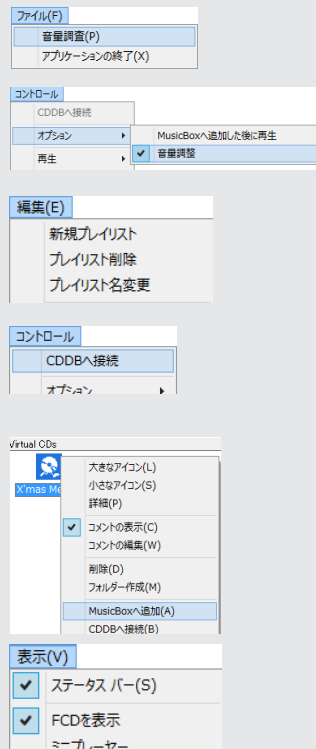 ファイル(F)
音量調査(P)
アプリケーションの終了(X)
コントロール
CDDBへ接続
オプション
MusicBoxへ追加した後に再生
音量調整
再生
編集(E)
新規プレイリスト
プレイリスト削除
プレイリスト名変更
コントロール
CDDBへ接続
オプション
Virtual CDs
X'mas Me
大きなアイコン(L)
小さなアイコン(S)
詳細(P)
コメントの表示(C)
コメントの編集(W)
削除(D)
フォルダー作成(M)
MusicBoxへ追加(A)
CDDBへ接続(B)
表示(V)
ステータス バー(S)
FCDを表示
ミニプレーヤー